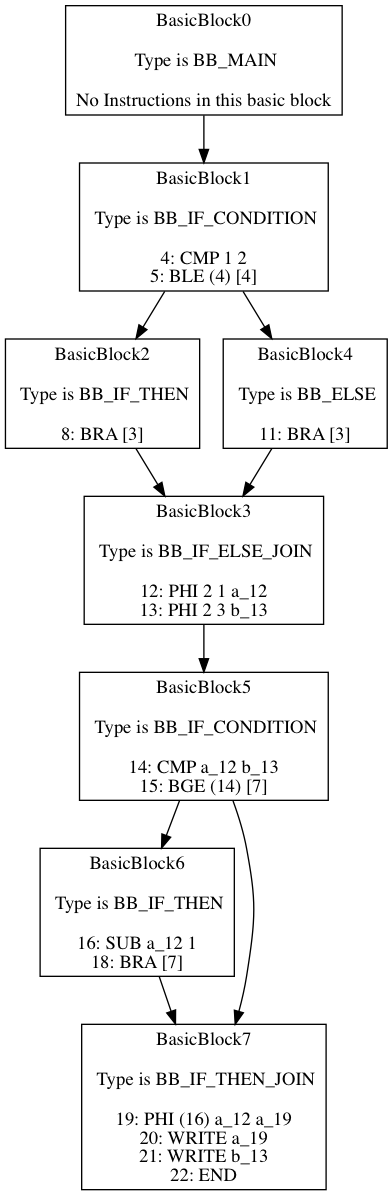 BasicBlock0
Type is BB_MAIN
No Instructions in this basic block
BasicBlock1
Type is BB_IF_CONDITION
4: CMP 1 2
5: BLE (4) [4]
BasicBlock2
Type is BB_IF_THEN
8: BRA [3]
BasicBlock4
Type is BB_ELSE
11: BRA [3]
BasicBlock3
Type is BB_IF_ELSE_JOIN
12: PHI 2 1 a_12
13: PHI 2 3 b_13
BasicBlock5
Type is BB_IF_CONDITION
14: CMP a_12 b_13
15: BGE (14) [7]
BasicBlock6
Type is BB_IF_THEN
16: SUB a_12 1
18: BRA [7]
BasicBlock7
Type is BB_IF_THEN_JOIN
19: PHI (16) a_12 a_19
20: WRITE a_19
21: WRITE b_13
22: END